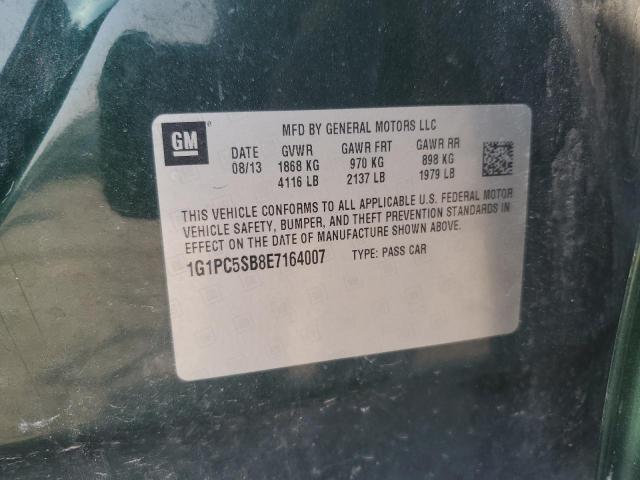 GM
MFD BY GENERAL MOTORS LLC
DATE GVWR GAWR FRT GAWR RR
08/13 1868 KG 970 KG 898 KG
4116 LB 2137 LB 1979 LB
THIS VEHICLE CONFORMS TO ALL APPLICABLE U.S. FEDERAL MOTOR
VEHICLE SAFETY, BUMPER, AND THEFT PREVENTION STANDARDS IN
EFFECT ON THE DATE OF MANUFACTURE SHOWN ABOVE.
1G1PC5SB8E7164007 TYPE: PASS CAR